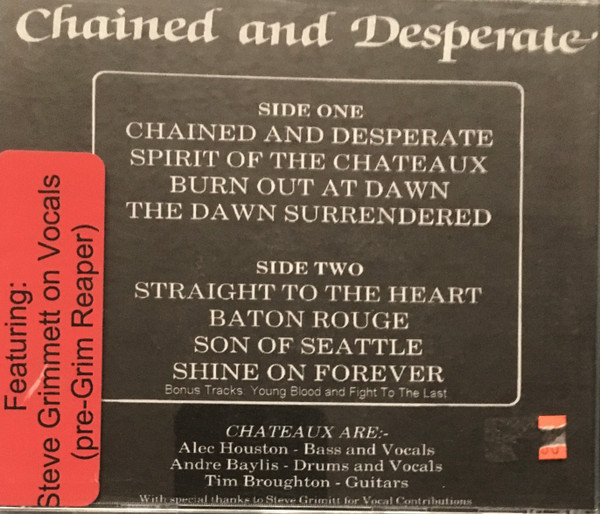 Chained and Desperate
SIDE ONE
CHAINED AND DESPERATE
SPIRIT OF THE CHATEAUX
BURN OUT AT DAWN
THE DAWN SURRENDERED
SIDE TWO
STRAIGHT TO THE HEART
BATON ROUGE
SON OF SEATTLE
SHINE ON FOREVER
Bonus Tracks: Young Blood and Fight To The Last
CHATEAUX ARE:-
Alec Houston - Bass and Vocals
Andre Baylis - Drums and Vocals
Tim Broughton - Guitars
With special thanks to Steve Grimitt for Vocal Contributions
Featuring:
Steve Grimmett on Vocals
(pre-Grim Reaper)